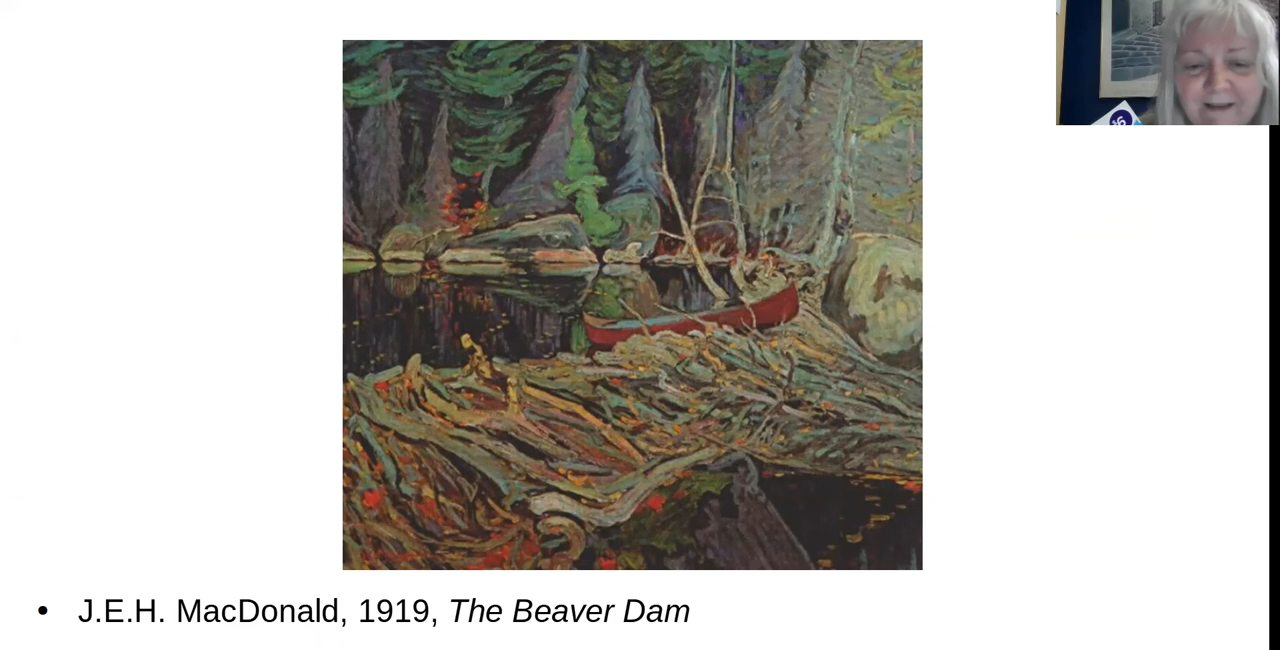 • J.E.H. MacDonald, 1919, The Beaver Dam